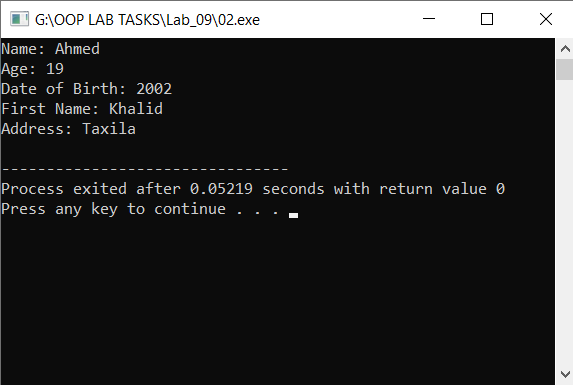 G:\OOP LAB TASKS\Lab_09\02.exe
Name: Ahmed
Age: 19
Date of Birth: 2002
First Name: Khalid
Address: Taxila
--------------------------------
Process exited after 0.05219 seconds with return value 0
Press any key to continue . . .